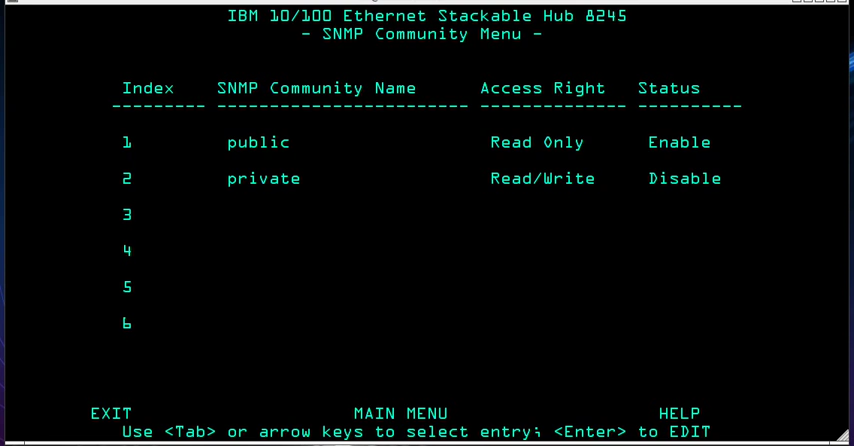 IBM 10/100 Ethernet Stackable Hub 8245
- SNMP Community Menu -
Index SNMP Community Name Access Right Status
--------- ------------------------ -------------- ----------
1 public Read Only Enable
2 private Read/Write Disable
3
4
5
6
EXIT MAIN MENU HELP
Use <Tab> or arrow keys to select entry; <Enter> to EDIT